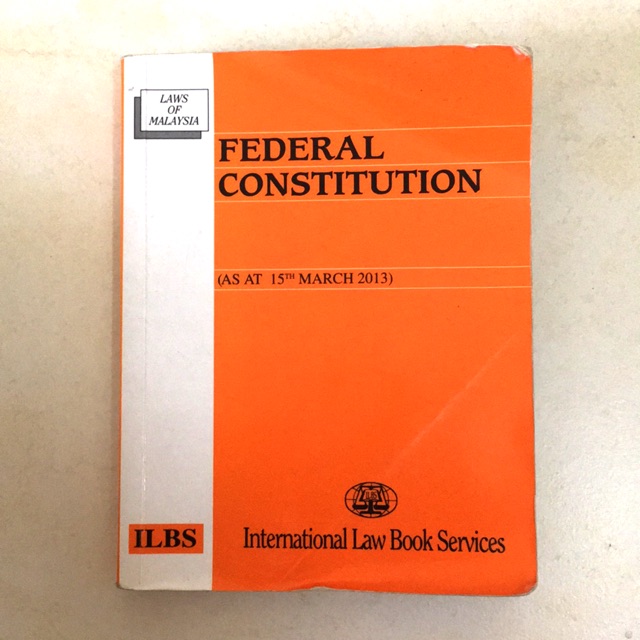 LAWS
OF
MALAYSIA
FEDERAL
CONSTITUTION
(AS AT 15TH MARCH 2013)
ILBS
International Law Book Services